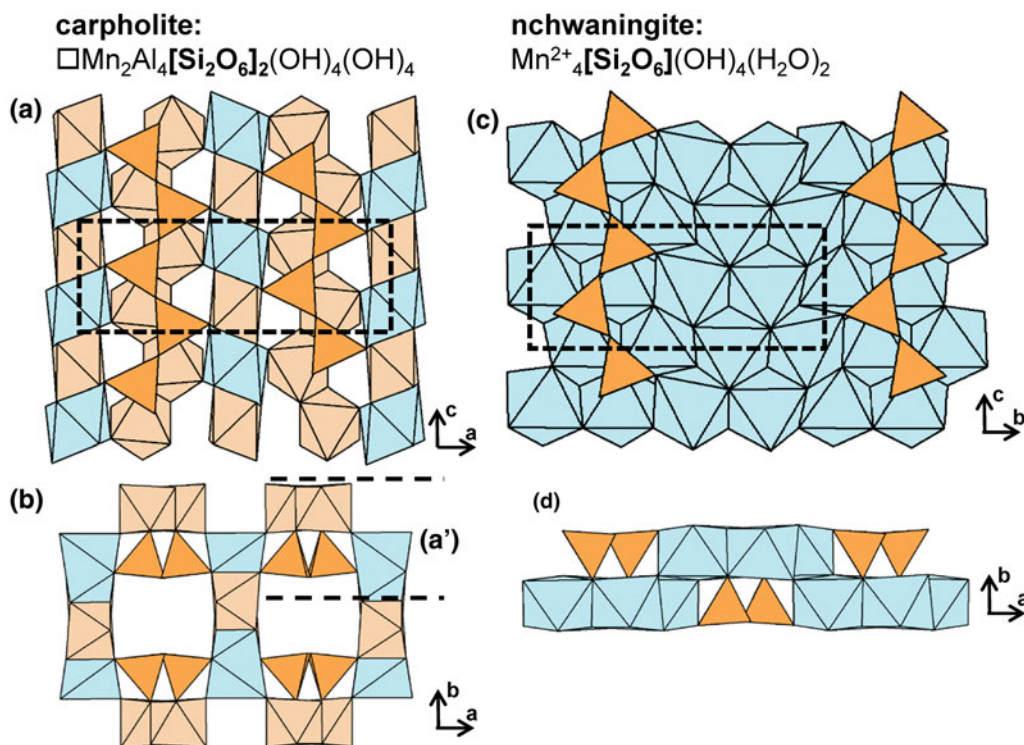 carpholite:
□Mn₂Al₄[Si₂O₆]₂(OH)₄(OH)₄
nchwaningite:
Mn²⁺₄[Si₂O₆](OH)₄(H₂O)₂
(a)
c
a
(c)
c
b
(b)
(a’)
b
a
(d)
b
a